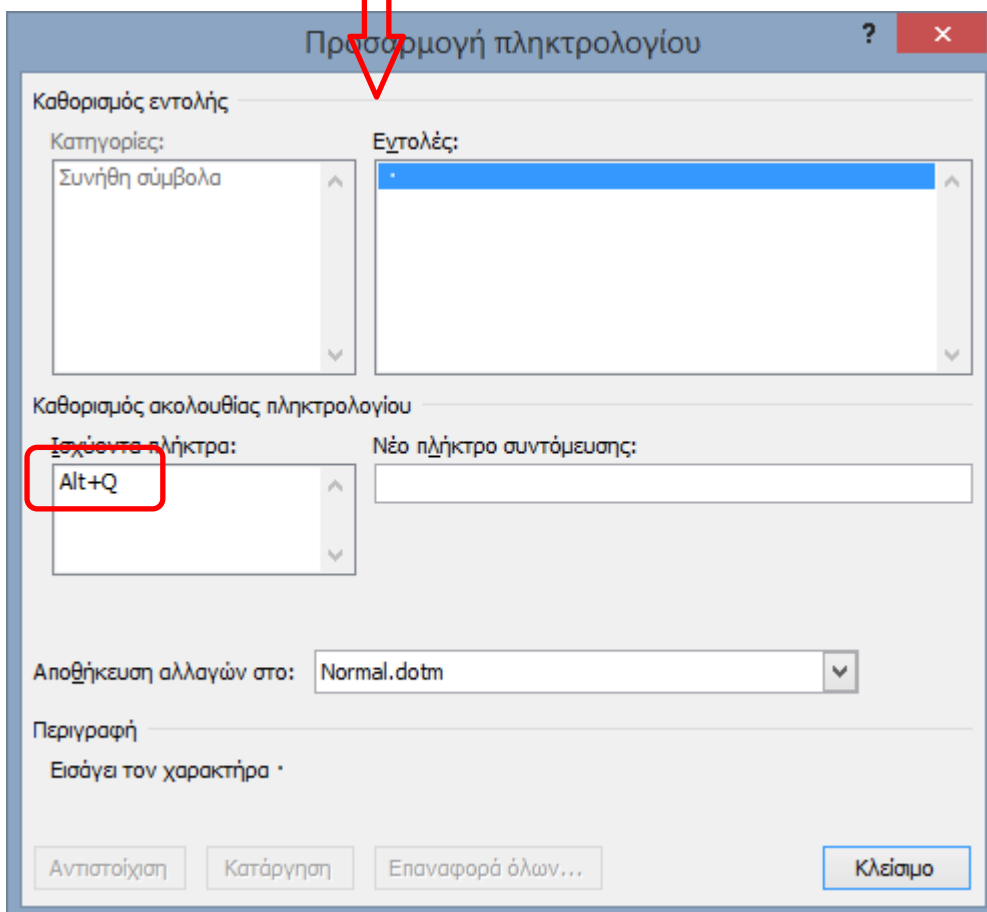 Προσαρμογή πληκτρολογίου ? ×
Καθορισμός εντολής
Κατηγορίες: Εντολές:
Συνήθη σύμβολα ·
Καθορισμός ακολουθίας πληκτρολογίου
Ισχύοντα πλήκτρα: Νέο πλήκτρο συντόμευσης:
Alt+Q
Αποθήκευση αλλαγών στο: Normal.dotm
Περιγραφή
Εισάγει τον χαρακτήρα ·
Αντιστοίχιση Κατάργηση Επαναφορά όλων... Κλείσιμο